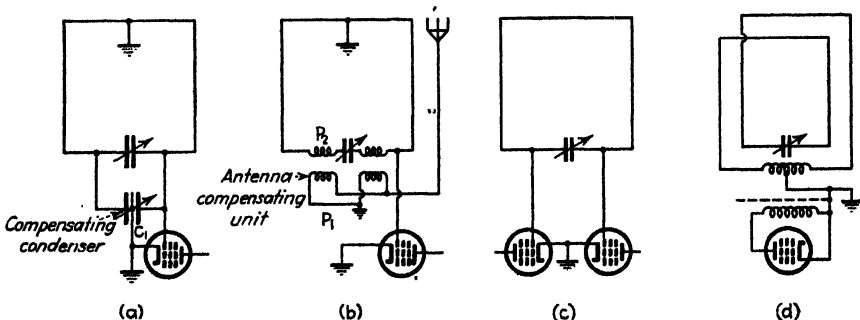 P₂
Antenna
compensating
unit
P₁
Compensating
condenser
C₁
(a)
(b)
(c)
(d)